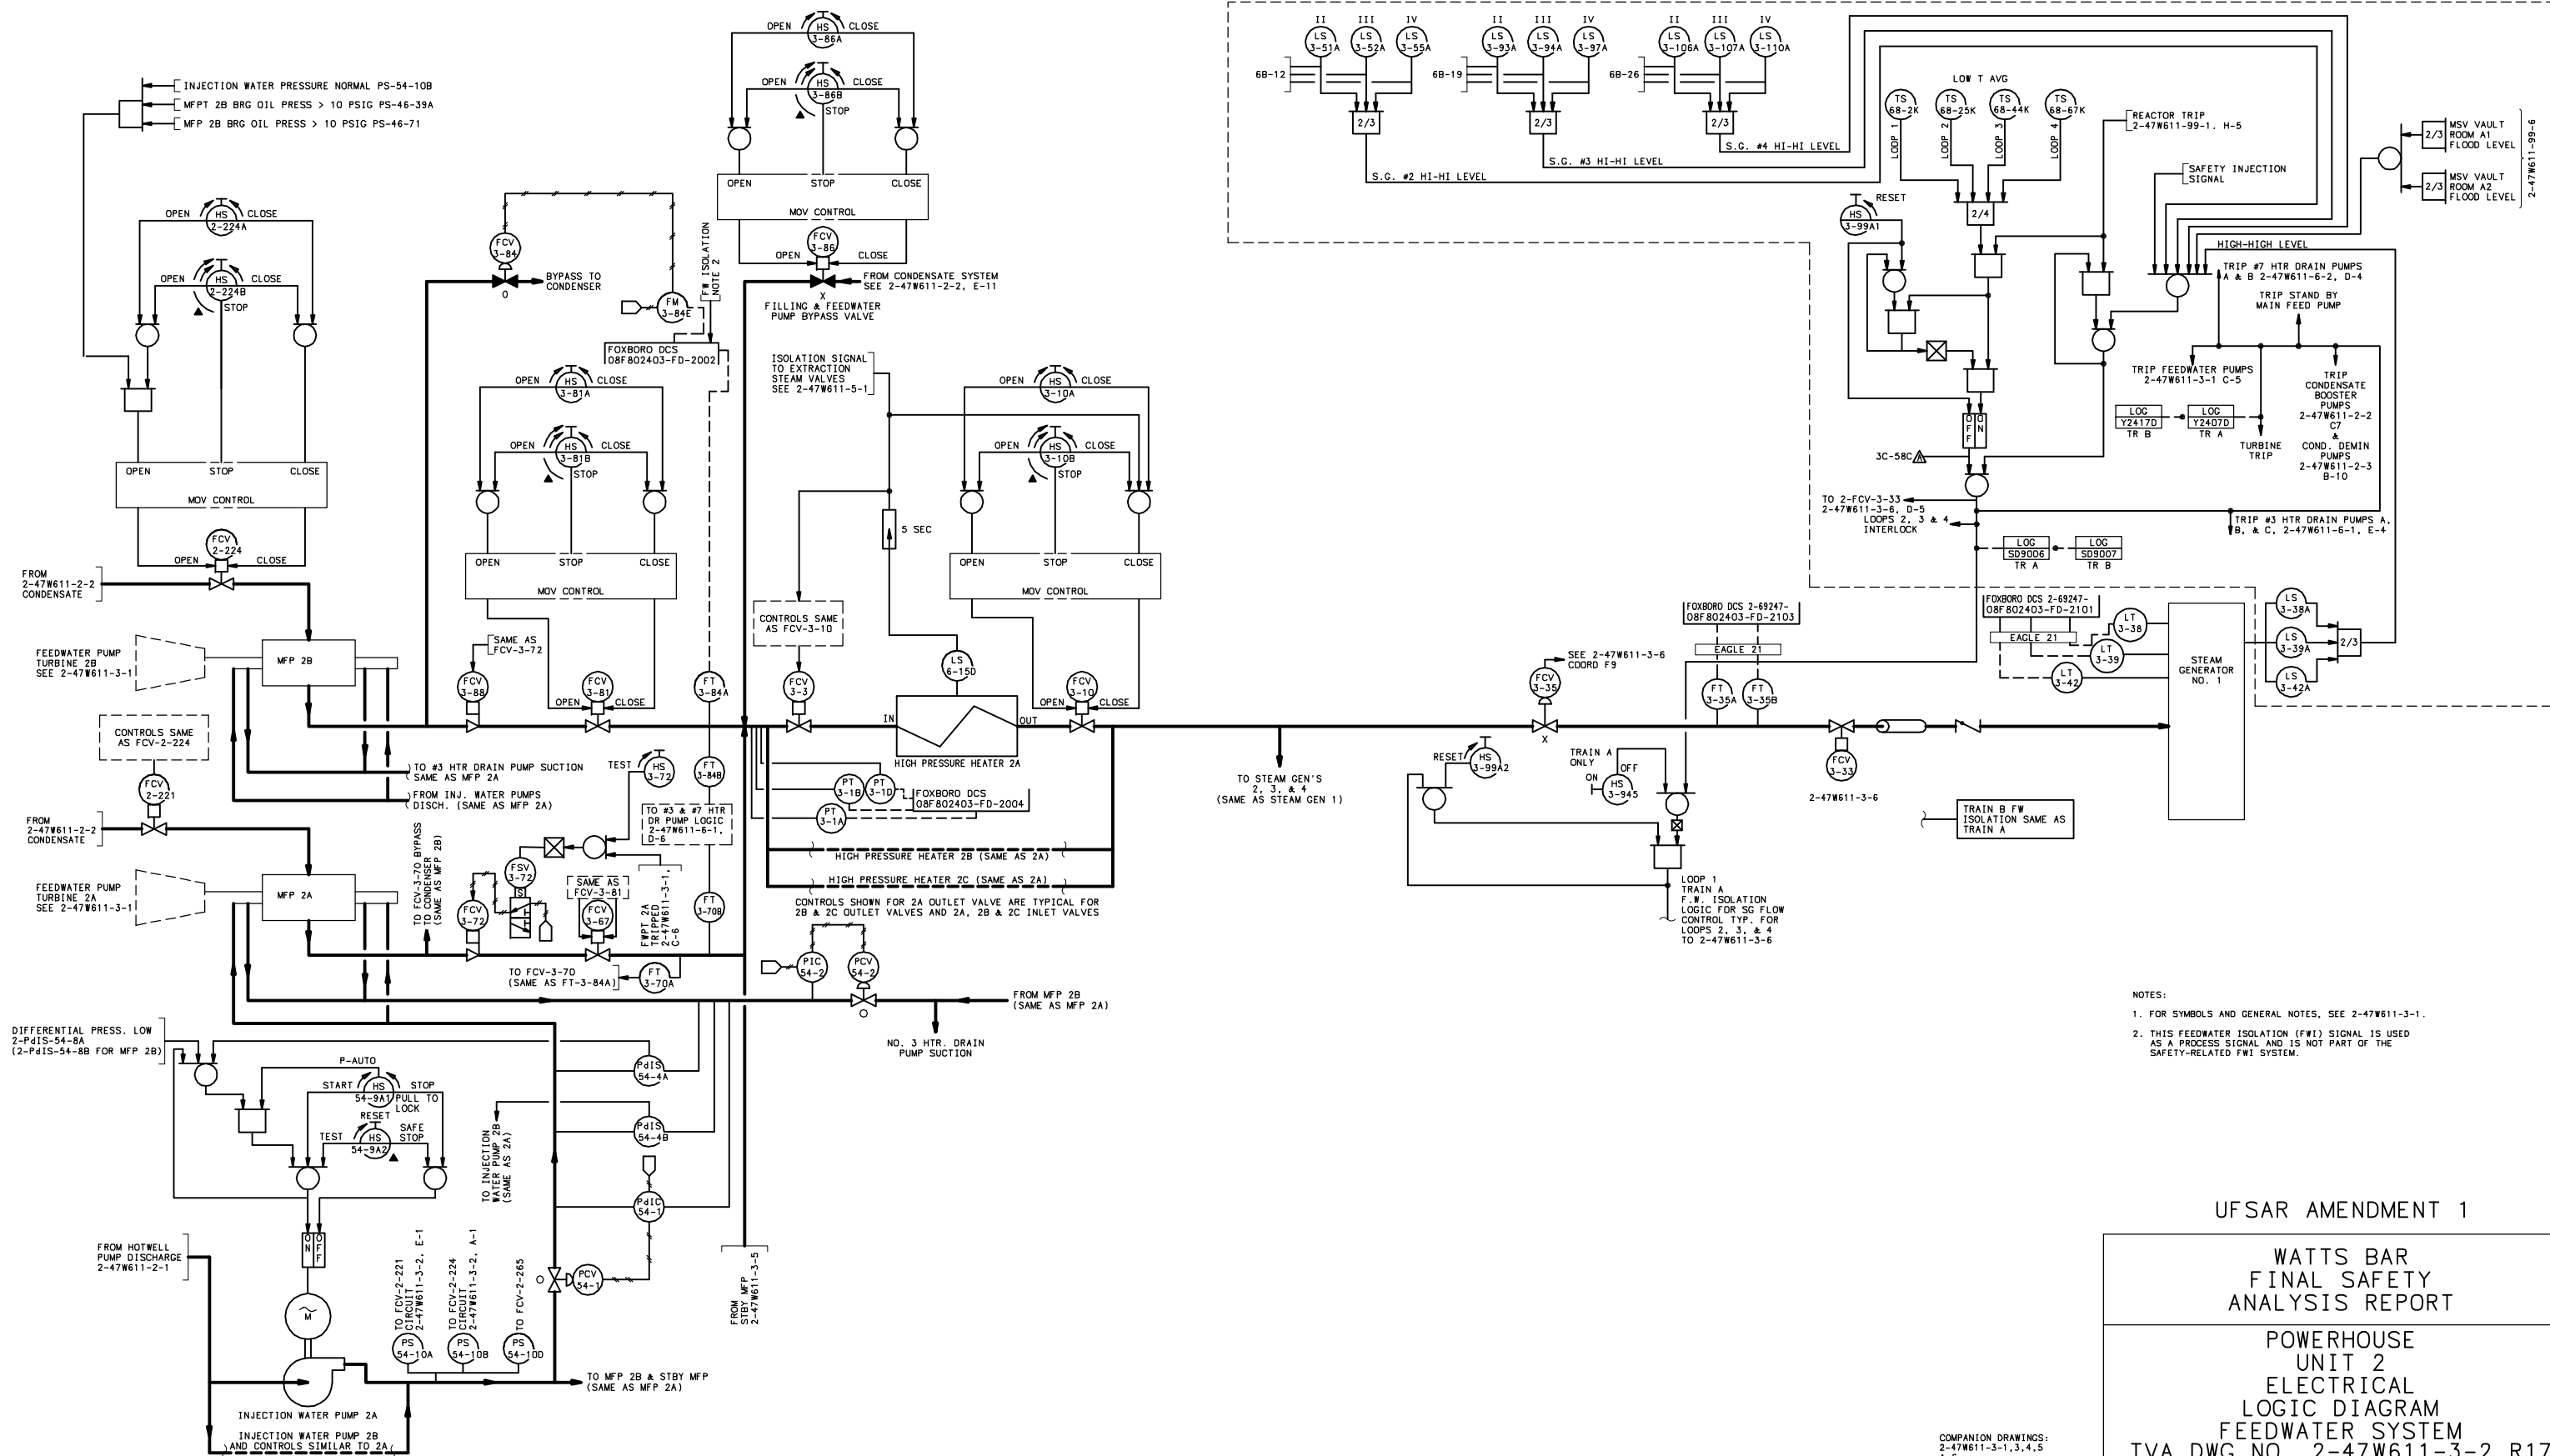 INJECTION WATER PRESSURE NORMAL PS-54-10B
MFPT 2B BRG OIL PRESS > 10 PSIG PS-46-39A
MFP 2B BRG OIL PRESS > 10 PSIG PS-46-71
OPEN HS CLOSE
2-224A
OPEN HS CLOSE
2-224B
STOP
OPEN STOP CLOSE
MOV CONTROL
FCV
2-224
OPEN CLOSE
FROM
2-47W611-2-2
CONDENSATE
FEEDWATER PUMP
TURBINE 2B
SEE 2-47W611-3-1
MFP 2B
CONTROLS SAME
AS FCV-2-224
FCV
2-221
TO #3 HTR DRAIN PUMP SUCTION
SAME AS MFP 2A
FROM INJ. WATER PUMPS
DISCH. (SAME AS MFP 2A)
FROM
2-47W611-2-2
CONDENSATE
FEEDWATER PUMP
TURBINE 2A
SEE 2-47W611-3-1
MFP 2A
OPEN HS CLOSE
3-86A
OPEN HS CLOSE
3-86B
STOP
OPEN STOP CLOSE
MOV CONTROL
FCV
3-86
OPEN CLOSE
FROM CONDENSATE SYSTEM
SEE 2-47W611-2-2, E-11
X
FILLING & FEEDWATER
PUMP BYPASS VALVE
FCV
3-84
BYPASS TO
CONDENSER
O
FM
3-84E
FW ISOLATION
NOTE 2
FOXBORO DCS
08F802403-FD-2002
OPEN HS CLOSE
3-81A
OPEN HS CLOSE
3-81B
STOP
OPEN STOP CLOSE
MOV CONTROL
SAME AS
FCV-3-72
FCV
3-88
FCV
3-81
OPEN CLOSE
FT
3-84A
FT
3-84B
FT
3-70B
ISOLATION SIGNAL
TO EXTRACTION
STEAM VALVES
SEE 2-47W611-5-1
5 SEC
OPEN HS CLOSE
3-10A
OPEN HS CLOSE
3-10B
STOP
OPEN STOP CLOSE
MOV CONTROL
CONTROLS SAME
AS FCV-3-10
FCV
3-3
LS
6-15D
FCV
3-10
OPEN CLOSE
IN OUT
HIGH PRESSURE HEATER 2A
PT
3-1B
PT
3-1D
PT
3-1A
FOXBORO DCS
08F802403-FD-2004
HIGH PRESSURE HEATER 2B (SAME AS 2A)
HIGH PRESSURE HEATER 2C (SAME AS 2A)
CONTROLS SHOWN FOR 2A OUTLET VALVE ARE TYPICAL FOR
2B & 2C OUTLET VALVES AND 2A, 2B & 2C INLET VALVES
TEST HS
3-72
TO #3 & #7 HTR
DR PUMP LOGIC
2-47W611-6-1,
D-6
TO FCV-3-70 BYPASS
TO CONDENSER
(SAME AS MFP 2B)
FSV
3-72
S
FCV
3-72
SAME AS
FCV-3-81
FCV
3-67
FWPT 2A
TRIPPED
2-47W611-3-1,
C-6
TO FCV-3-70
(SAME AS FT-3-84A)
FT
3-70A
PIC
54-2
PCV
54-2
O
FROM MFP 2B
(SAME AS MFP 2A)
NO. 3 HTR. DRAIN
PUMP SUCTION
DIFFERENTIAL PRESS. LOW
2-PdIS-54-8A
(2-PdIS-54-8B FOR MFP 2B)
P-AUTO
START HS STOP
54-9A1
PULL TO
LOCK
RESET
TEST HS SAFE
STOP
54-9A2
ON OFF
M
FROM HOTWELL
PUMP DISCHARGE
2-47W611-2-1
INJECTION WATER PUMP 2A
INJECTION WATER PUMP 2B
AND CONTROLS SIMILAR TO 2A
TO FCV-2-221
CIRCUIT
2-47W611-3-2, E-1
TO FCV-2-224
CIRCUIT
2-47W611-3-2, A-1
TO FCV-2-265
PS
54-10A
PS
54-10B
PS
54-10D
TO MFP 2B & STBY MFP
(SAME AS MFP 2A)
PdIS
54-4A
PdIS
54-4B
PdIC
54-1
PCV
54-1
O
TO INJECTION
WATER PUMP 2B
(SAME AS 2A)
FROM
STBY MFP
2-47W611-3-5
II III IV
LS
3-51A
LS
3-52A
LS
3-55A
6B-12
2/3
II III IV
LS
3-93A
LS
3-94A
LS
3-97A
6B-19
2/3
II III IV
LS
3-106A
LS
3-107A
LS
3-110A
6B-26
2/3
S.G. #4 HI-HI LEVEL
S.G. #3 HI-HI LEVEL
S.G. #2 HI-HI LEVEL
LOW T AVG
TS
68-2K
TS
68-25K
TS
68-44K
TS
68-67K
LOOP 1
LOOP 2
LOOP 3
LOOP 4
2/4
REACTOR TRIP
2-47W611-99-1, H-5
SAFETY INJECTION
SIGNAL
2/3 MSV VAULT
ROOM A1
FLOOD LEVEL
2/3 MSV VAULT
ROOM A2
FLOOD LEVEL
2-47W611-99-6
RESET
HS
3-99A1
HIGH-HIGH LEVEL
TRIP #7 HTR DRAIN PUMPS
A & B 2-47W611-6-2, D-4
TRIP STAND BY
MAIN FEED PUMP
TRIP FEEDWATER PUMPS
2-47W611-3-1 C-5
TRIP
CONDENSATE
BOOSTER
PUMPS
2-47W611-2-2
C7
&
COND. DEMIN
PUMPS
2-47W611-2-3
B-10
LOG
Y2417D
TR B
LOG
Y2407D
TR A
TURBINE
TRIP
OFF ON
3C-58C
TO 2-FCV-3-33
2-47W611-3-6, D-5
LOOPS 2, 3 & 4
INTERLOCK
TRIP #3 HTR DRAIN PUMPS A,
B, & C, 2-47W611-6-1, E-4
LOG
SD9006
TR A
LOG
SD9007
TR B
FOXBORO DCS 2-69247-
08F802403-FD-2103
EAGLE 21
FOXBORO DCS 2-69247-
08F802403-FD-2101
EAGLE 21
LT
3-38
LT
3-39
LT
3-42
STEAM
GENERATOR
NO. 1
LS
3-38A
LS
3-39A
LS
3-42A
2/3
SEE 2-47W611-3-6
COORD F9
FCV
3-35
X
FT
3-35A
FT
3-35B
FCV
3-33
2-47W611-3-6
TO STEAM GEN'S
2, 3, & 4
(SAME AS STEAM GEN 1)
RESET HS
3-99A2
TRAIN A
ONLY
OFF
ON
HS
3-945
LOOP 1
TRAIN A
F.W. ISOLATION
LOGIC FOR SG FLOW
CONTROL TYP. FOR
LOOPS 2, 3, & 4
TO 2-47W611-3-6
TRAIN B FW
ISOLATION SAME AS
TRAIN A
NOTES:
1. FOR SYMBOLS AND GENERAL NOTES, SEE 2-47W611-3-1.
2. THIS FEEDWATER ISOLATION (FWI) SIGNAL IS USED
AS A PROCESS SIGNAL AND IS NOT PART OF THE
SAFETY-RELATED FWI SYSTEM.
UFSAR AMENDMENT 1
WATTS BAR
FINAL SAFETY
ANALYSIS REPORT
POWERHOUSE
UNIT 2
ELECTRICAL
LOGIC DIAGRAM
FEEDWATER SYSTEM
TVA DWG NO. 2-47W611-3-2 R17
COMPANION DRAWINGS:
2-47W611-3-1,3,4,5